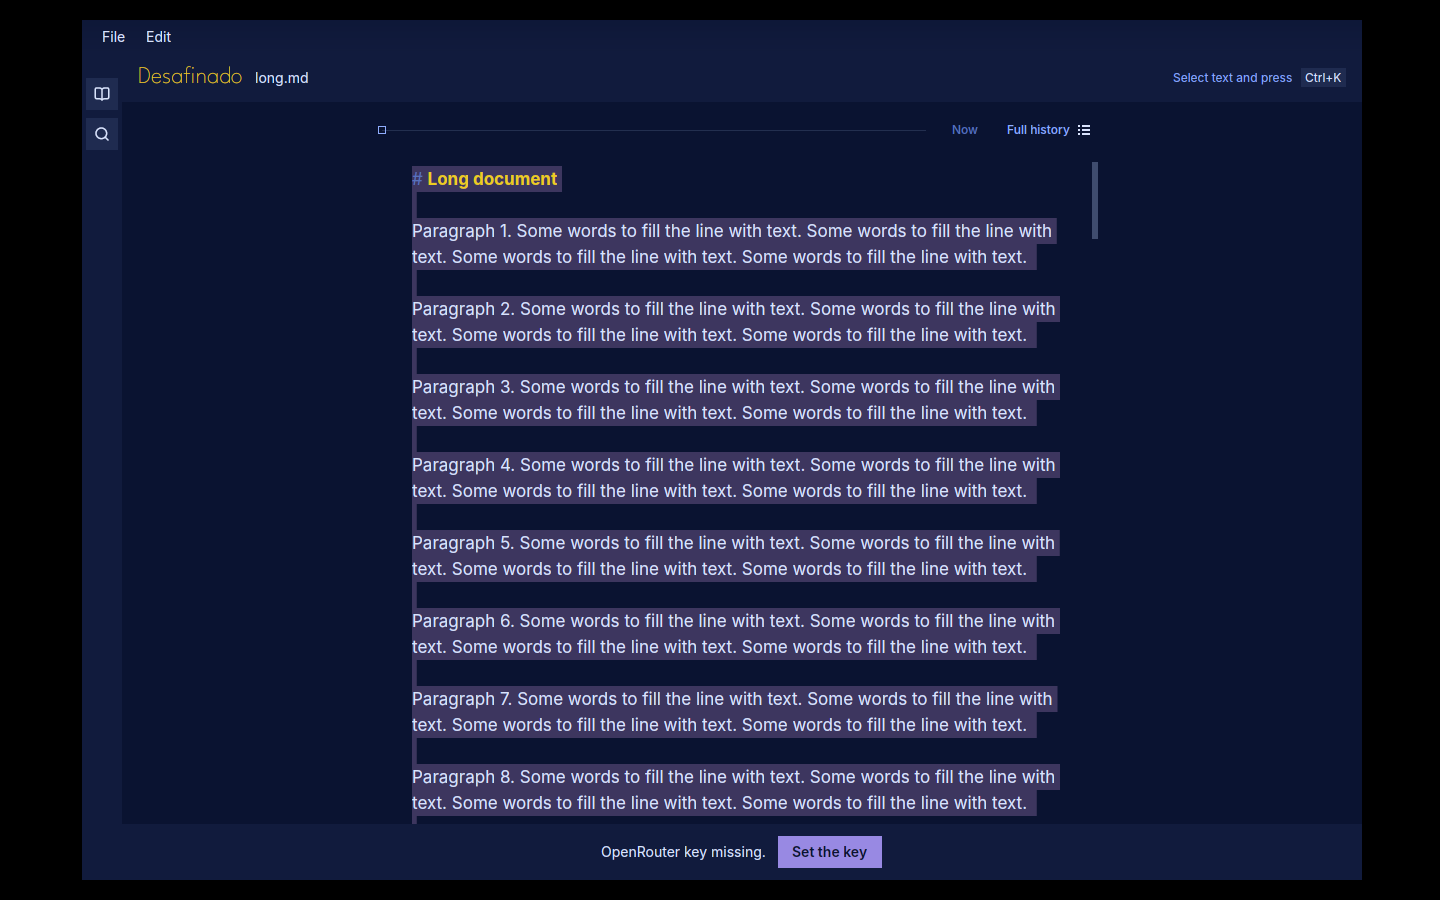 File Edit
Desafinado long.md
Select text and press Ctrl+K
Now Full history
# Long document
Paragraph 1. Some words to fill the line with text. Some words to fill the line with
text. Some words to fill the line with text. Some words to fill the line with text.
Paragraph 2. Some words to fill the line with text. Some words to fill the line with
text. Some words to fill the line with text. Some words to fill the line with text.
Paragraph 3. Some words to fill the line with text. Some words to fill the line with
text. Some words to fill the line with text. Some words to fill the line with text.
Paragraph 4. Some words to fill the line with text. Some words to fill the line with
text. Some words to fill the line with text. Some words to fill the line with text.
Paragraph 5. Some words to fill the line with text. Some words to fill the line with
text. Some words to fill the line with text. Some words to fill the line with text.
Paragraph 6. Some words to fill the line with text. Some words to fill the line with
text. Some words to fill the line with text. Some words to fill the line with text.
Paragraph 7. Some words to fill the line with text. Some words to fill the line with
text. Some words to fill the line with text. Some words to fill the line with text.
Paragraph 8. Some words to fill the line with text. Some words to fill the line with
text. Some words to fill the line with text. Some words to fill the line with text.
OpenRouter key missing. Set the key